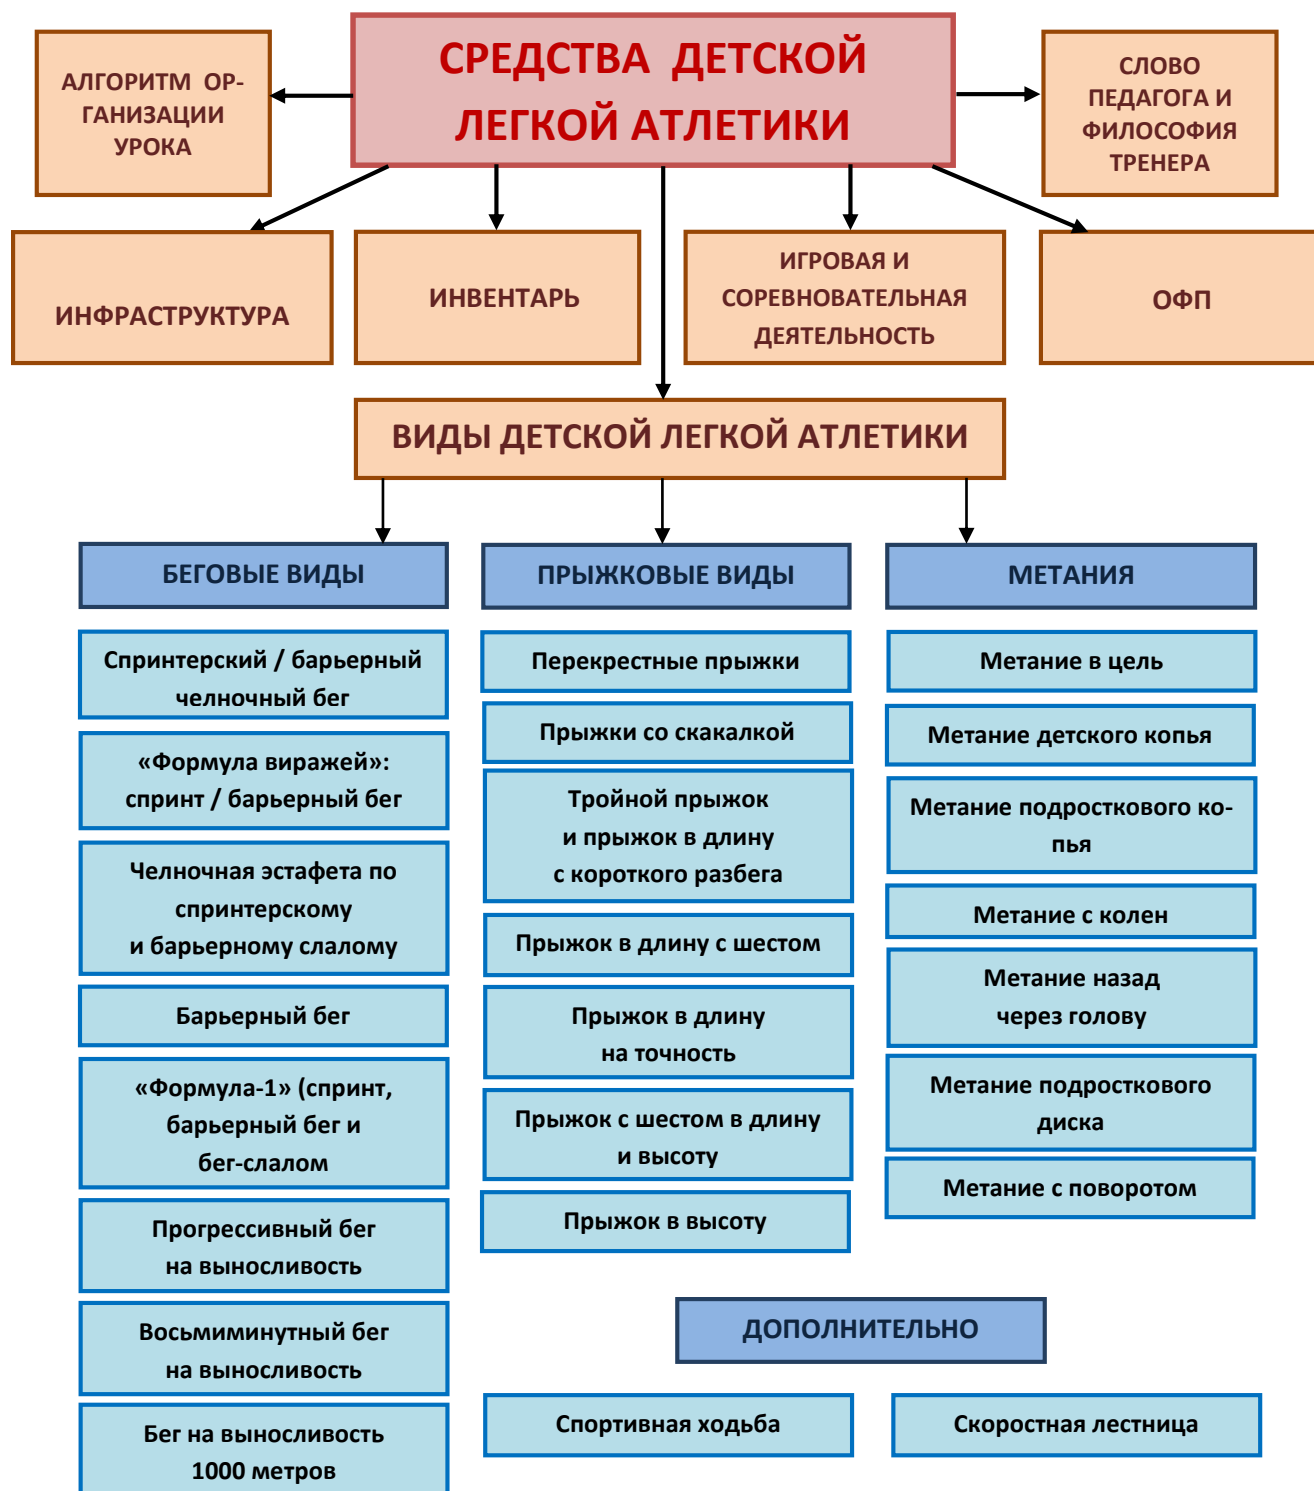 СРЕДСТВА ДЕТСКОЙ
ЛЕГКОЙ АТЛЕТИКИ
АЛГОРИТМ ОР-
ГАНИЗАЦИИ
УРОКА
СЛОВО
ПЕДАГОГА И
ФИЛОСОФИЯ
ТРЕНЕРА
ИНФРАСТРУКТУРА
ИНВЕНТАРЬ
ИГРОВАЯ И
СОРЕВНОВАТЕЛЬНАЯ
ДЕЯТЕЛЬНОСТЬ
ОФП
ВИДЫ ДЕТСКОЙ ЛЕГКОЙ АТЛЕТИКИ
БЕГОВЫЕ ВИДЫ
Спринтерский / барьерный
челночный бег
«Формула виражей»:
спринт / барьерный бег
Челночная эстафета по
спринтерскому
и барьерному слалому
Барьерный бег
«Формула-1» (спринт,
барьерный бег и
бег-слалом
Прогрессивный бег
на выносливость
Восьмиминутный бег
на выносливость
Бег на выносливость
1000 метров
ПРЫЖКОВЫЕ ВИДЫ
Перекрестные прыжки
Прыжки со скакалкой
Тройной прыжок
и прыжок в длину
с короткого разбега
Прыжок в длину с шестом
Прыжок в длину
на точность
Прыжок с шестом в длину
и высоту
Прыжок в высоту
МЕТАНИЯ
Метание в цель
Метание детского копья
Метание подросткового ко-
пья
Метание с колен
Метание назад
через голову
Метание подросткового
диска
Метание с поворотом
ДОПОЛНИТЕЛЬНО
Спортивная ходьба
Скоростная лестница